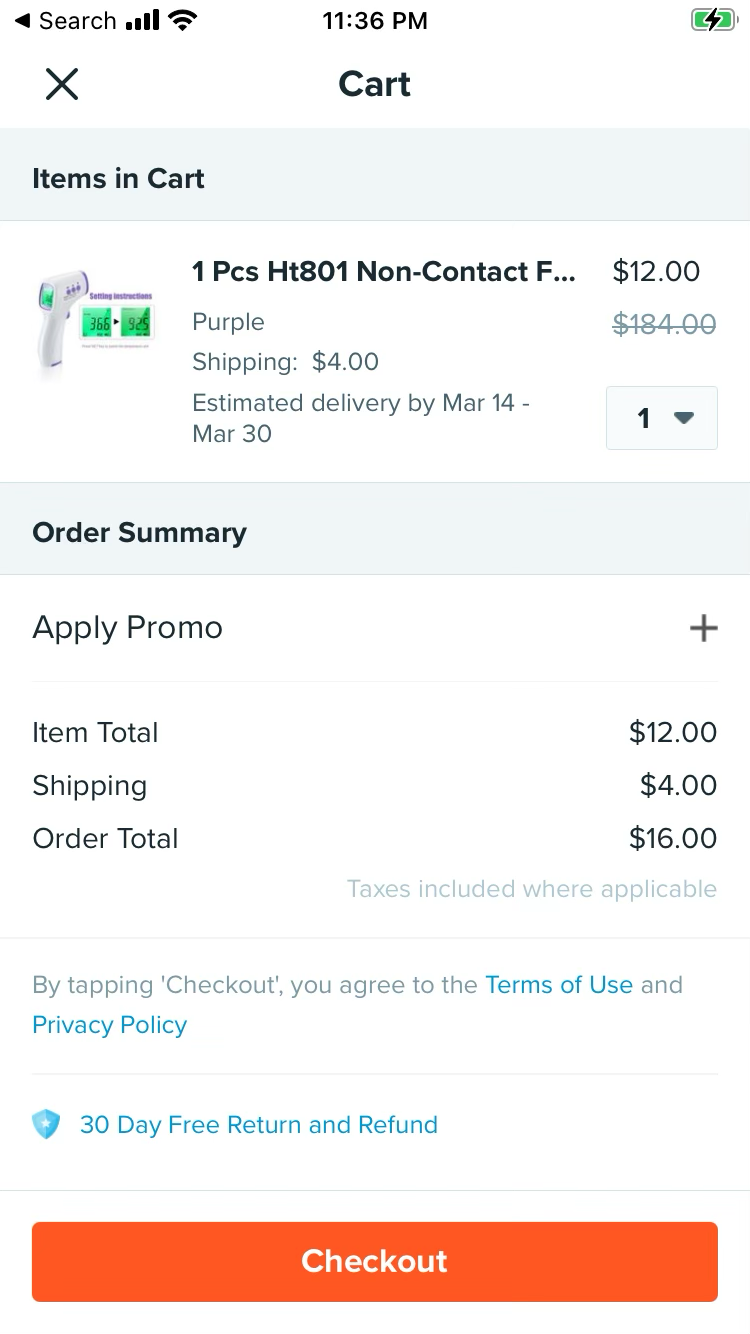 Search
11:36 PM
Cart
Items in Cart
1 Pcs Ht801 Non-Contact F...
$12.00
Setting instructions
36.6
92.5
Purple
$184.00
Shipping: $4.00
Estimated delivery by Mar 14 -
Mar 30
1
Order Summary
Apply Promo
Item Total
$12.00
Shipping
$4.00
Order Total
$16.00
Taxes included where applicable
By tapping 'Checkout', you agree to the Terms of Use and
Privacy Policy
30 Day Free Return and Refund
Checkout